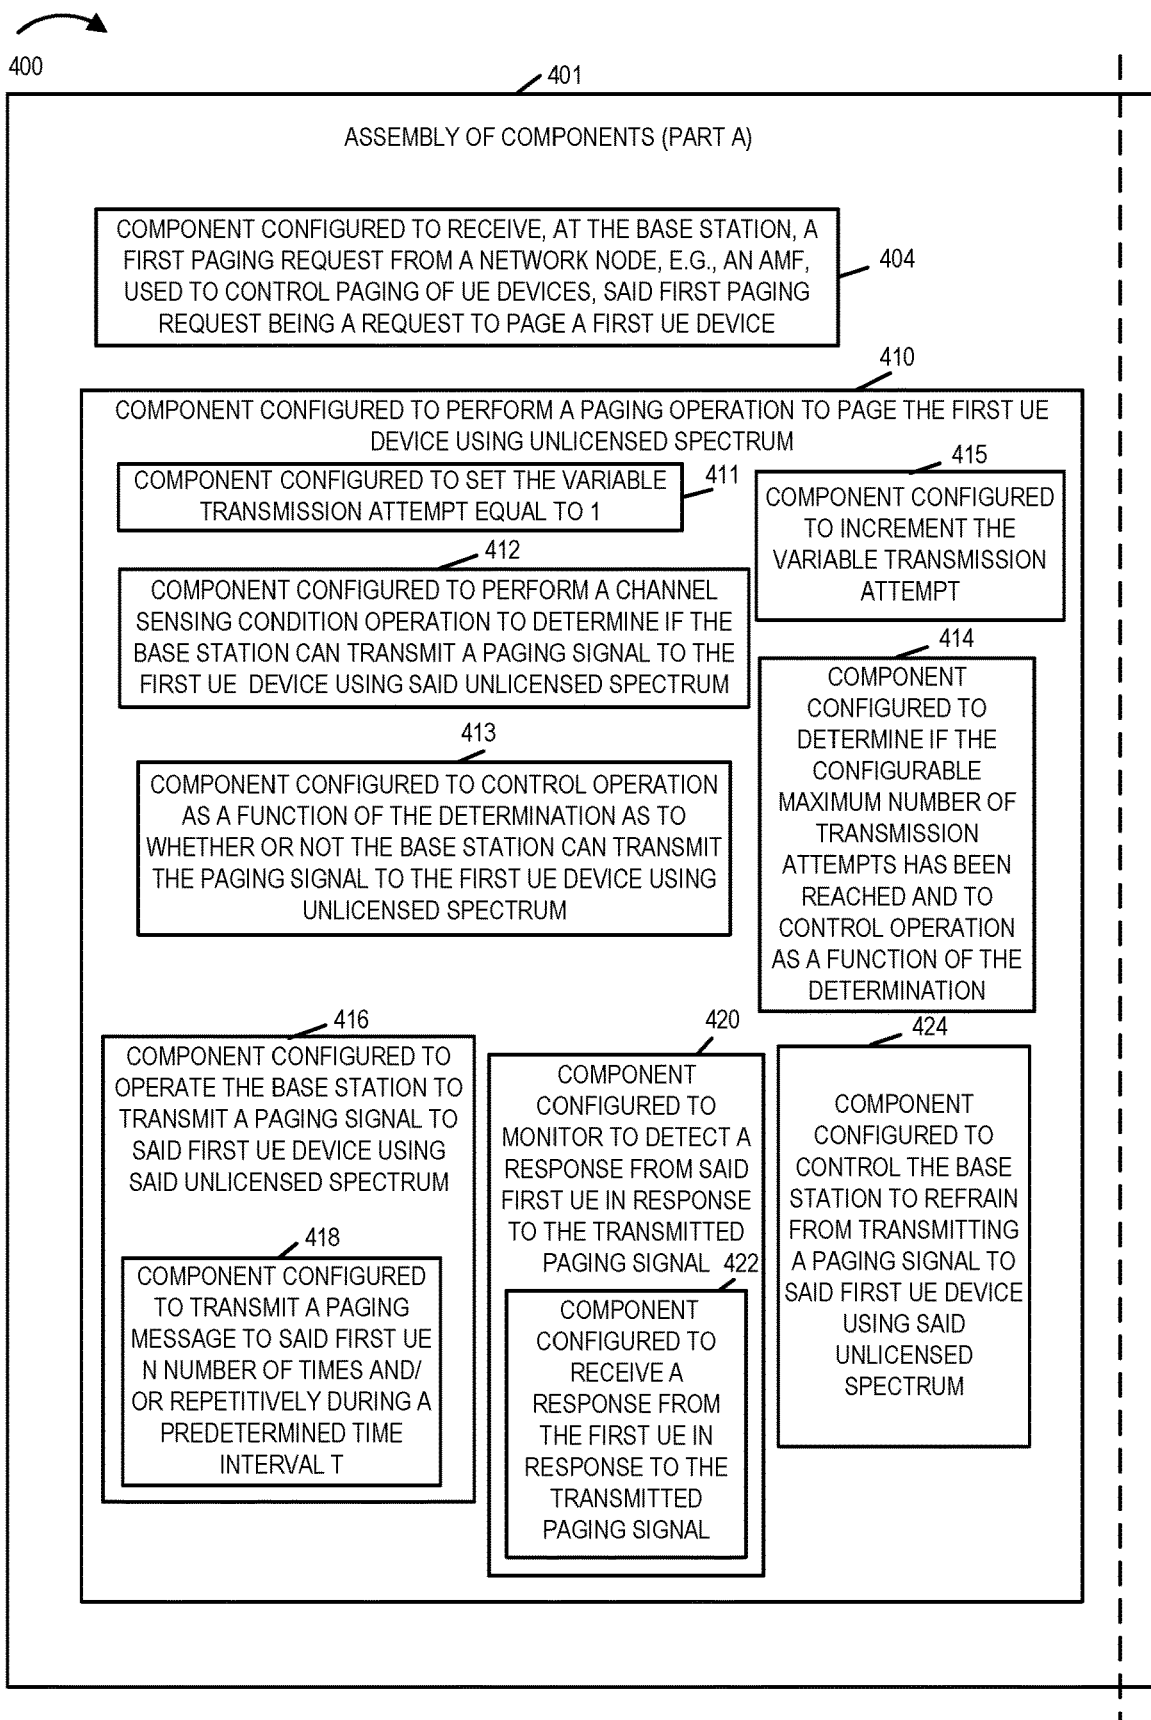 400
401
ASSEMBLY OF COMPONENTS (PART A)
COMPONENT CONFIGURED TO RECEIVE, AT THE BASE STATION, A
FIRST PAGING REQUEST FROM A NETWORK NODE, E.G., AN AMF,
USED TO CONTROL PAGING OF UE DEVICES, SAID FIRST PAGING
REQUEST BEING A REQUEST TO PAGE A FIRST UE DEVICE
404
410
COMPONENT CONFIGURED TO PERFORM A PAGING OPERATION TO PAGE THE FIRST UE
DEVICE USING UNLICENSED SPECTRUM
COMPONENT CONFIGURED TO SET THE VARIABLE
TRANSMISSION ATTEMPT EQUAL TO 1
411
415
COMPONENT CONFIGURED
TO INCREMENT THE
VARIABLE TRANSMISSION
ATTEMPT
412
COMPONENT CONFIGURED TO PERFORM A CHANNEL
SENSING CONDITION OPERATION TO DETERMINE IF THE
BASE STATION CAN TRANSMIT A PAGING SIGNAL TO THE
FIRST UE DEVICE USING SAID UNLICENSED SPECTRUM
414
COMPONENT
CONFIGURED TO
DETERMINE IF THE
CONFIGURABLE
MAXIMUM NUMBER OF
TRANSMISSION
ATTEMPTS HAS BEEN
REACHED AND TO
CONTROL OPERATION
AS A FUNCTION OF THE
DETERMINATION
413
COMPONENT CONFIGURED TO CONTROL OPERATION
AS A FUNCTION OF THE DETERMINATION AS TO
WHETHER OR NOT THE BASE STATION CAN TRANSMIT
THE PAGING SIGNAL TO THE FIRST UE DEVICE USING
UNLICENSED SPECTRUM
416
COMPONENT CONFIGURED TO
OPERATE THE BASE STATION TO
TRANSMIT A PAGING SIGNAL TO
SAID FIRST UE DEVICE USING
SAID UNLICENSED SPECTRUM
418
COMPONENT CONFIGURED
TO TRANSMIT A PAGING
MESSAGE TO SAID FIRST UE
N NUMBER OF TIMES AND/
OR REPETITIVELY DURING A
PREDETERMINED TIME
INTERVAL T
420
COMPONENT
CONFIGURED TO
MONITOR TO DETECT A
RESPONSE FROM SAID
FIRST UE IN RESPONSE
TO THE TRANSMITTED
PAGING SIGNAL
422
COMPONENT
CONFIGURED TO
RECEIVE A
RESPONSE FROM
THE FIRST UE IN
RESPONSE TO THE
TRANSMITTED
PAGING SIGNAL
424
COMPONENT
CONFIGURED TO
CONTROL THE BASE
STATION TO REFRAIN
FROM TRANSMITTING
A PAGING SIGNAL TO
SAID FIRST UE DEVICE
USING SAID
UNLICENSED
SPECTRUM